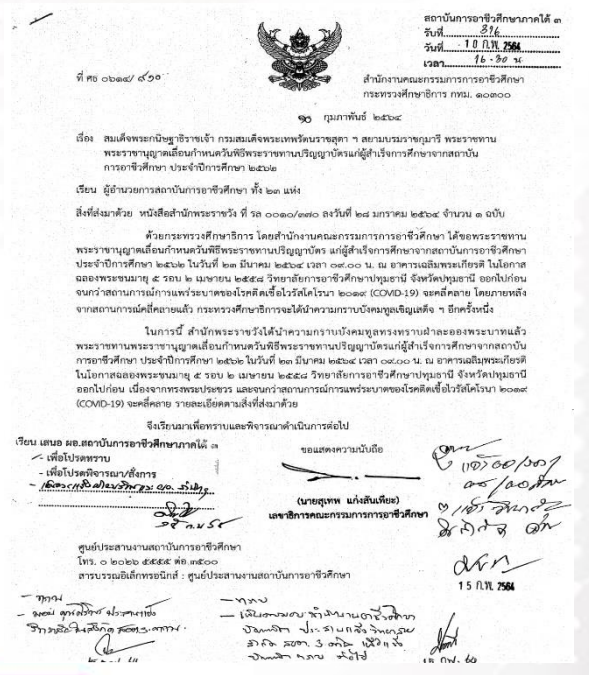 สถาบันการอาชีวศึกษาภาคใต้ ๓
รับที่ 396
วันที่ 10 ก.พ. 2564
เวลา 16.30 น
ที่ ศธ ๐๖๑๔/
สำนักงานคณะกรรมการการอาชีวศึกษา
กระทรวงศึกษาธิการ กทม. ๑๐๓๐๐
๑๐ กุมภาพันธ์ ๒๕๖๔
เรื่อง สมเด็จพระกนิษฐาธิราชเจ้า กรมสมเด็จพระเทพรัตนราชสุดา ฯ สยามบรมราชกุมารี พระราชทาน
พระราชานุญาตเลื่อนกำหนดวันพิธีพระราชทานปริญญาบัตรแก่ผู้สำเร็จการศึกษาจากสถาบัน
การอาชีวศึกษา ประจำปีการศึกษา ๒๕๖๒
เรียน ผู้อำนวยการสถาบันการอาชีวศึกษา ทั้ง ๒๓ แห่ง
สิ่งที่ส่งมาด้วย หนังสือสำนักพระราชวัง ที่ รล ๐๐๑๐/๓๗๐ ลงวันที่ ๒๘ มกราคม ๒๕๖๔ จำนวน ๑ ฉบับ
ด้วยกระทรวงศึกษาธิการ โดยสำนักงานคณะกรรมการการอาชีวศึกษา ได้ขอพระราชทาน
พระราชานุญาตเลื่อนกำหนดวันพิธีพระราชทานปริญญาบัตร แก่ผู้สำเร็จการศึกษาจากสถาบันการอาชีวศึกษา
ประจำปีการศึกษา ๒๕๖๒ ในวันที่ ๒๓ มีนาคม ๒๕๖๔ เวลา ๐๙.๐๐ น. ณ อาคารเฉลิมพระเกียรติ ในโอกาส
ฉลองพระชนมายุ ๕ รอบ ๒ เมษายน ๒๕๕๘ วิทยาลัยการอาชีวศึกษาปทุมธานี จังหวัดปทุมธานี ออกไปก่อน
จนกว่าสถานการณ์การแพร่ระบาดของโรคติดเชื้อไวรัสโคโรนา ๒๐๑๙ (COVID-19) จะคลี่คลาย โดยภายหลัง
จากสถานการณ์คลี่คลายแล้ว กระทรวงศึกษาธิการจะได้นำความกราบบังคมทูลเชิญเสด็จ ฯ อีกครั้งหนึ่ง
ในการนี้ สำนักพระราชวังได้นำความกราบบังคมทูลทรงทราบฝ่าละอองพระบาทแล้ว
พระราชทานพระราชานุญาตเลื่อนกำหนดวันพิธีพระราชทานปริญญาบัตรแก่ผู้สำเร็จการศึกษาจากสถาบัน
การอาชีวศึกษา ประจำปีการศึกษา ๒๕๖๒ ในวันที่ ๒๓ มีนาคม ๒๕๖๔ เวลา ๐๙.๐๐ น. ณ อาคารเฉลิมพระเกียรติ
ในโอกาสฉลองพระชนมายุ ๕ รอบ ๒ เมษายน ๒๕๕๘ วิทยาลัยการอาชีวศึกษาปทุมธานี จังหวัดปทุมธานี
ออกไปก่อน เนื่องจากทรงพระประชวร และจนกว่าสถานการณ์การแพร่ระบาดของโรคติดเชื้อไวรัสโคโรนา ๒๐๑๙
(COVID-19) จะคลี่คลาย รายละเอียดตามสิ่งที่ส่งมาด้วย
จึงเรียนมาเพื่อทราบและพิจารณาดำเนินการต่อไป
เรียน เสนอ ผอ.สถาบันการอาชีวศึกษาภาคใต้ ๓
- เพื่อโปรดทราบ
- เพื่อโปรดพิจารณา/สั่งการ
ขอแสดงความนับถือ
(นายสุเทพ แก่งสันเทียะ)
เลขาธิการคณะกรรมการการอาชีวศึกษา
ศูนย์ประสานงานสถาบันการอาชีวศึกษา
โทร. ๐ ๒๐๒๖ ๕๕๕๕ ต่อ ๓๕๐๐
สารบรรณอิเล็กทรอนิกส์ : ศูนย์ประสานงานสถาบันการอาชีวศึกษา
15 ก.พ. 2564
- ทราบ
- ทราบ